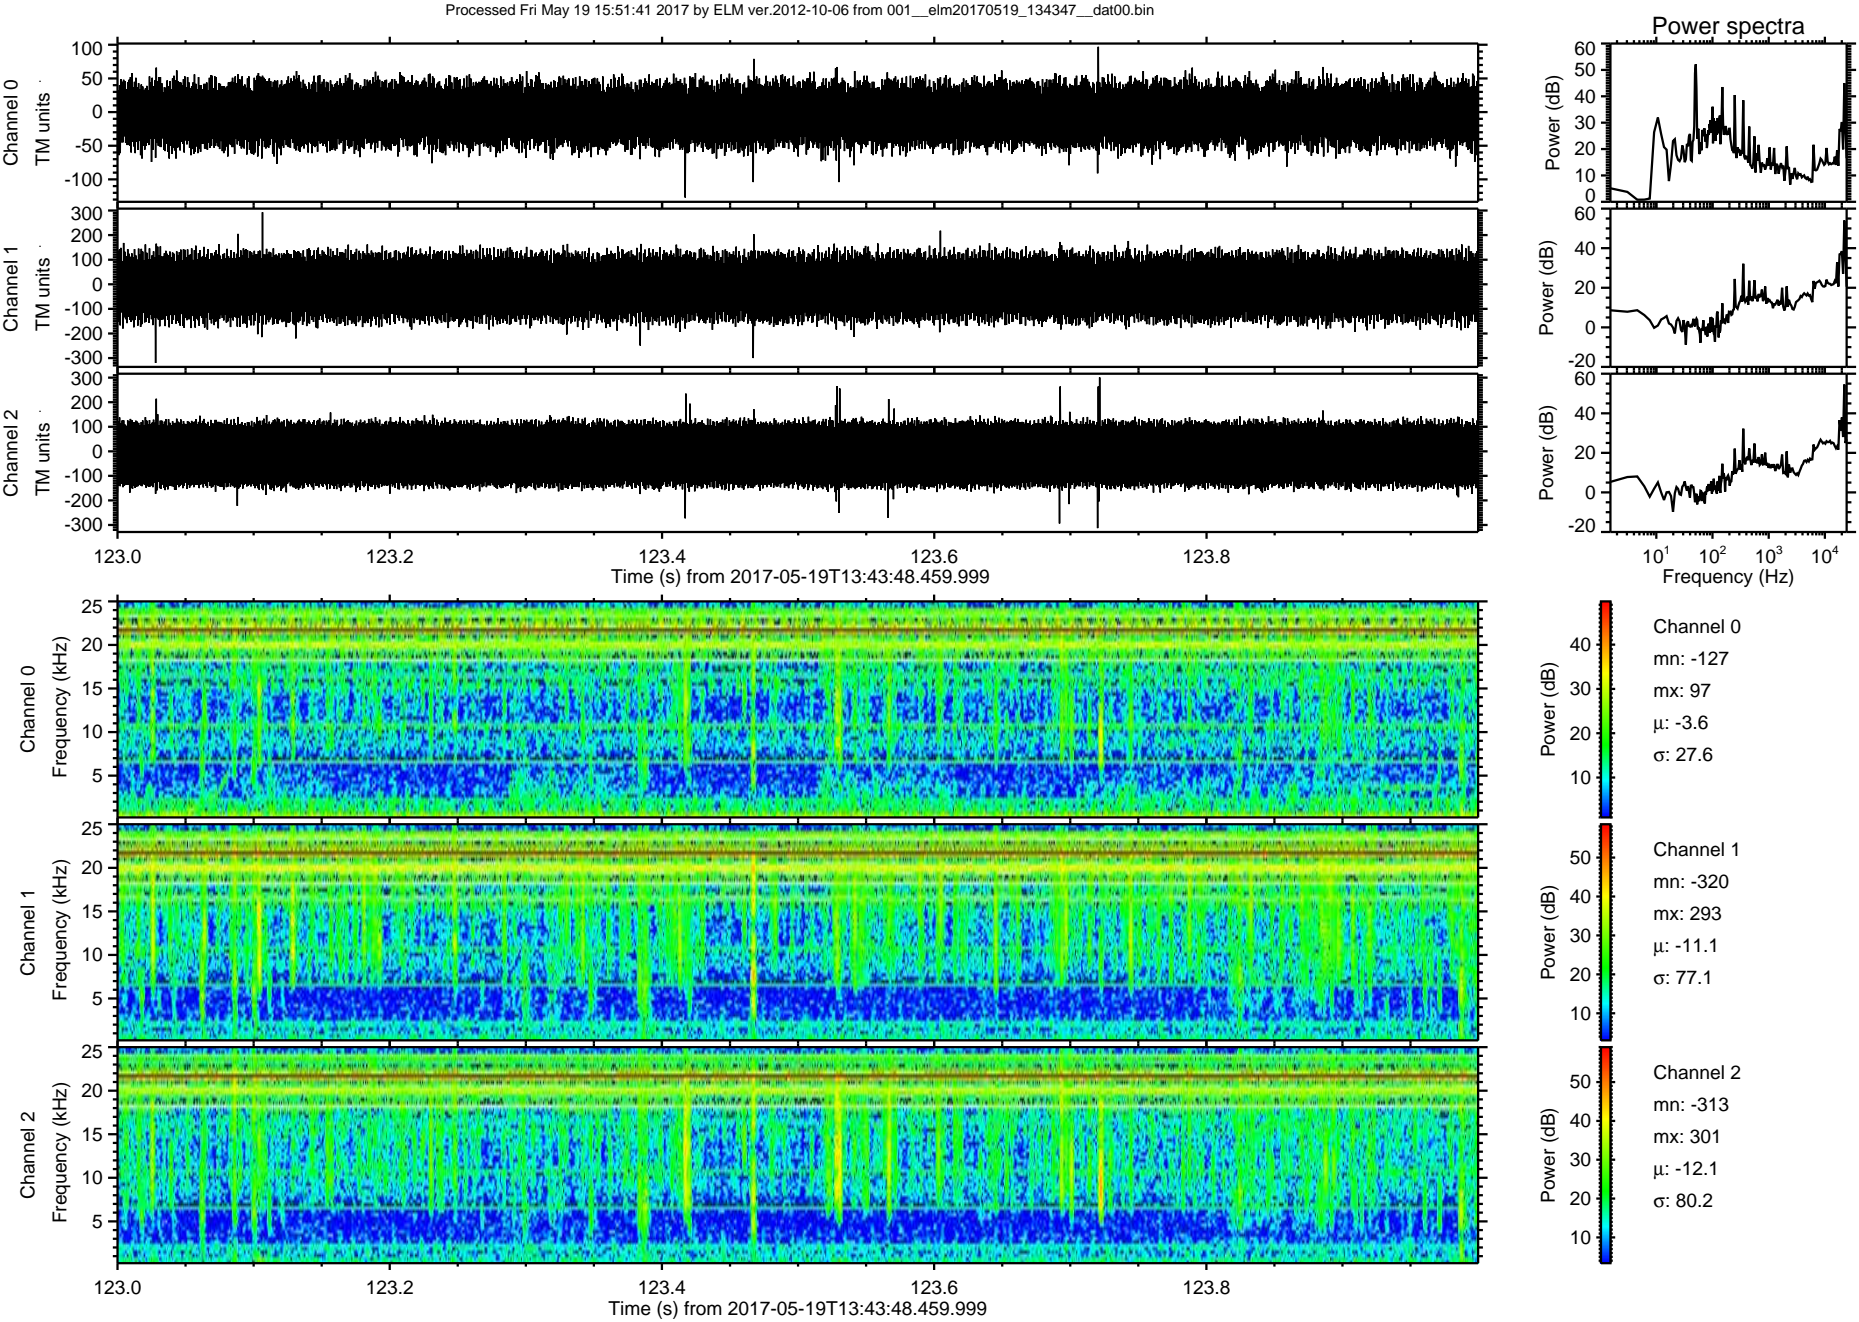 Processed Fri May 19 15:51:41 2017 by ELM ver.2012-10-06 from 001__elm20170519_134347__dat00.bin
Power spectra
Channel 0
TM units
100
50
0
-50
-100
Power (dB)
60
50
40
30
20
10
0
Channel 1
TM units
300
200
100
0
-100
-200
-300
Power (dB)
60
40
20
0
-20
Channel 2
TM units
300
200
100
0
-100
-200
-300
Power (dB)
60
40
20
0
-20
123.0 123.2 123.4 123.6 123.8
Time (s) from 2017-05-19T13:43:48.459.999
10¹ 10² 10³ 10⁴
Frequency (Hz)
Channel 0
Frequency (kHz)
25
20
15
10
5
Power (dB)
40
30
20
10
Channel 0
mn: -127
mx: 97
μ: -3.6
σ: 27.6
Channel 1
Frequency (kHz)
25
20
15
10
5
Power (dB)
50
40
30
20
10
Channel 1
mn: -320
mx: 293
μ: -11.1
σ: 77.1
Channel 2
Frequency (kHz)
25
20
15
10
5
Power (dB)
50
40
30
20
10
Channel 2
mn: -313
mx: 301
μ: -12.1
σ: 80.2
123.0 123.2 123.4 123.6 123.8
Time (s) from 2017-05-19T13:43:48.459.999